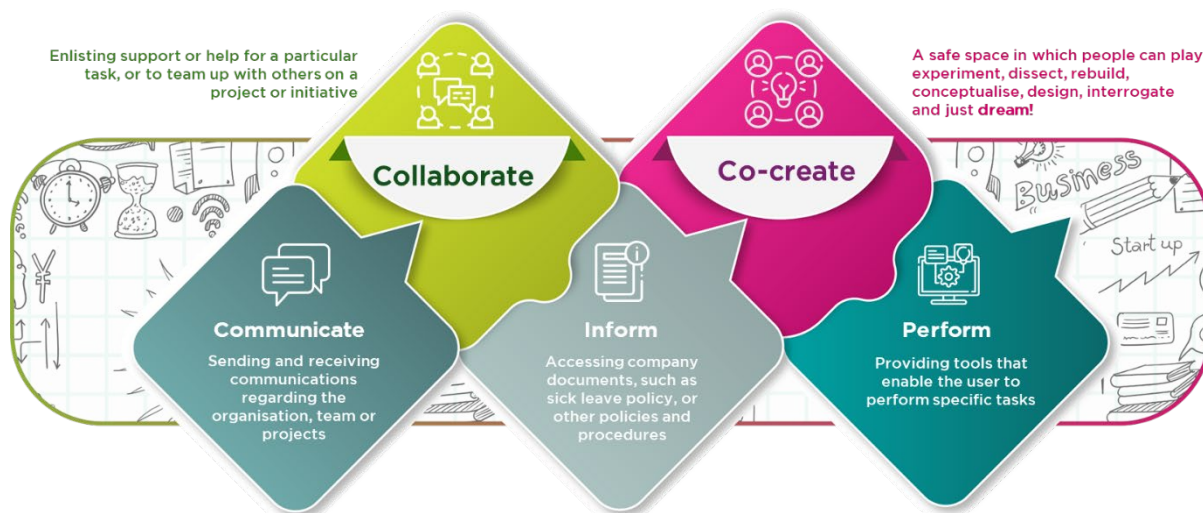 Enlisting support or help for a particular
task, or to team up with others on a
project or initiative
A safe space in which people can play
experiment, dissect, rebuild,
conceptualise, design, interrogate
and just dream!
Collaborate
Co-create
Business
Start up
Communicate
Sending and receiving
communications
regarding the
organisation, team or
projects
Inform
Accessing company
documents, such as
sick leave policy, or
other policies and
procedures
Perform
Providing tools that
enable the user to
perform specific tasks